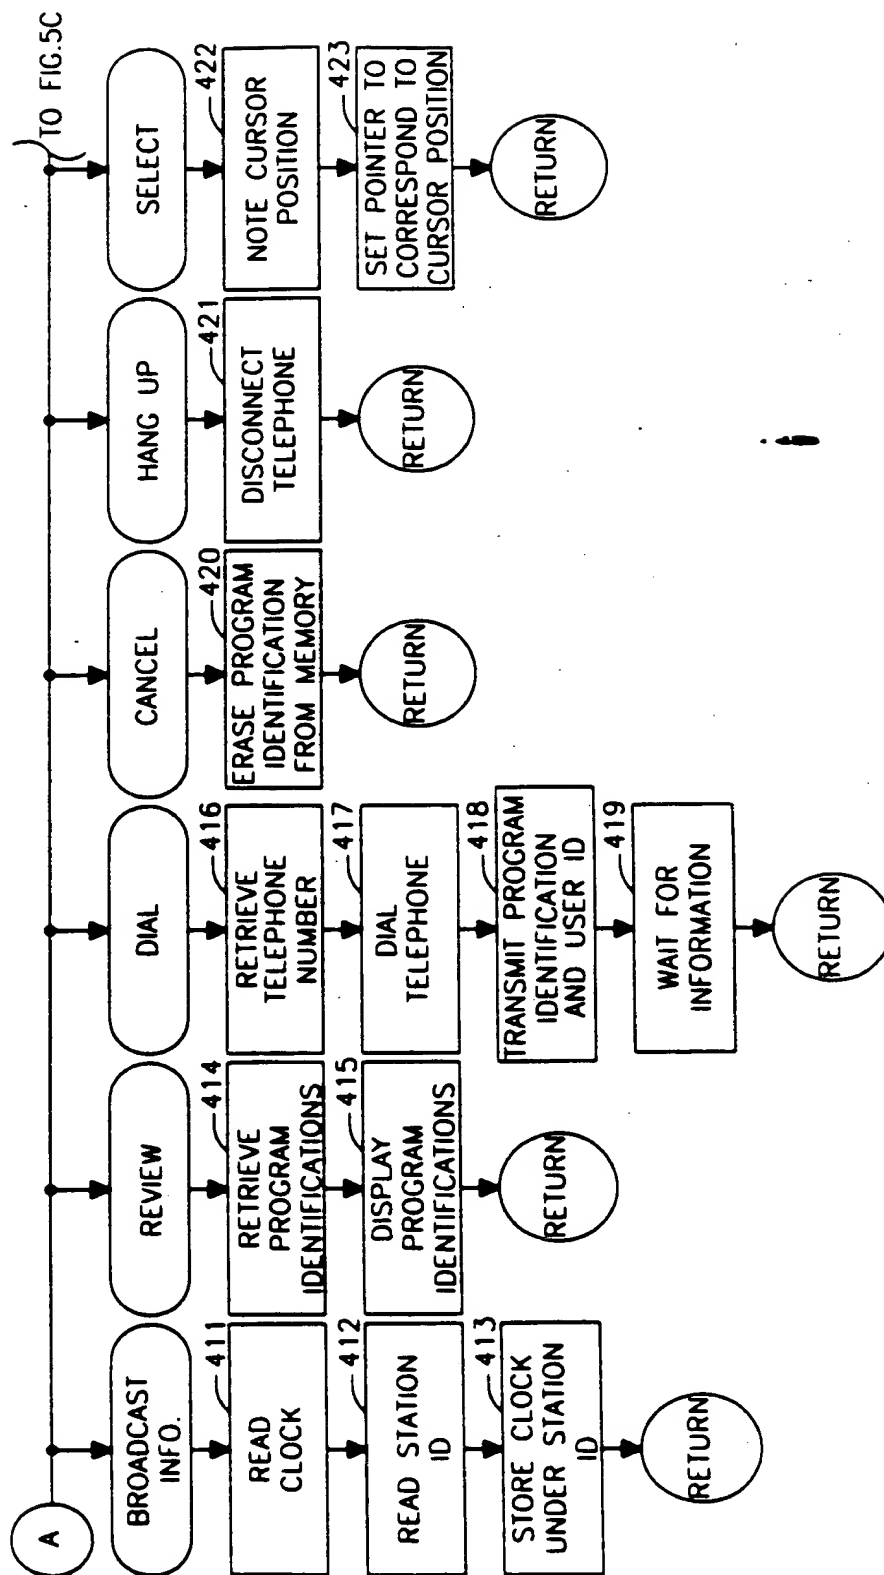 A
TO FIG.5C
BROADCAST
INFO.
411
READ
CLOCK
412
READ STATION
ID
413
STORE CLOCK
UNDER STATION
ID
RETURN
REVIEW
414
RETRIEVE
PROGRAM
IDENTIFICATIONS
415
DISPLAY
PROGRAM
IDENTIFICATIONS
RETURN
DIAL
416
RETRIEVE
TELEPHONE
NUMBER
417
DIAL
TELEPHONE
418
TRANSMIT PROGRAM
IDENTIFICATION
AND USER ID
419
WAIT FOR
INFORMATION
RETURN
CANCEL
420
ERASE PROGRAM
IDENTIFICATION
FROM MEMORY
RETURN
HANG UP
421
DISCONNECT
TELEPHONE
RETURN
SELECT
422
NOTE CURSOR
POSITION
423
SET POINTER TO
CORRESPOND TO
CURSOR POSITION
RETURN